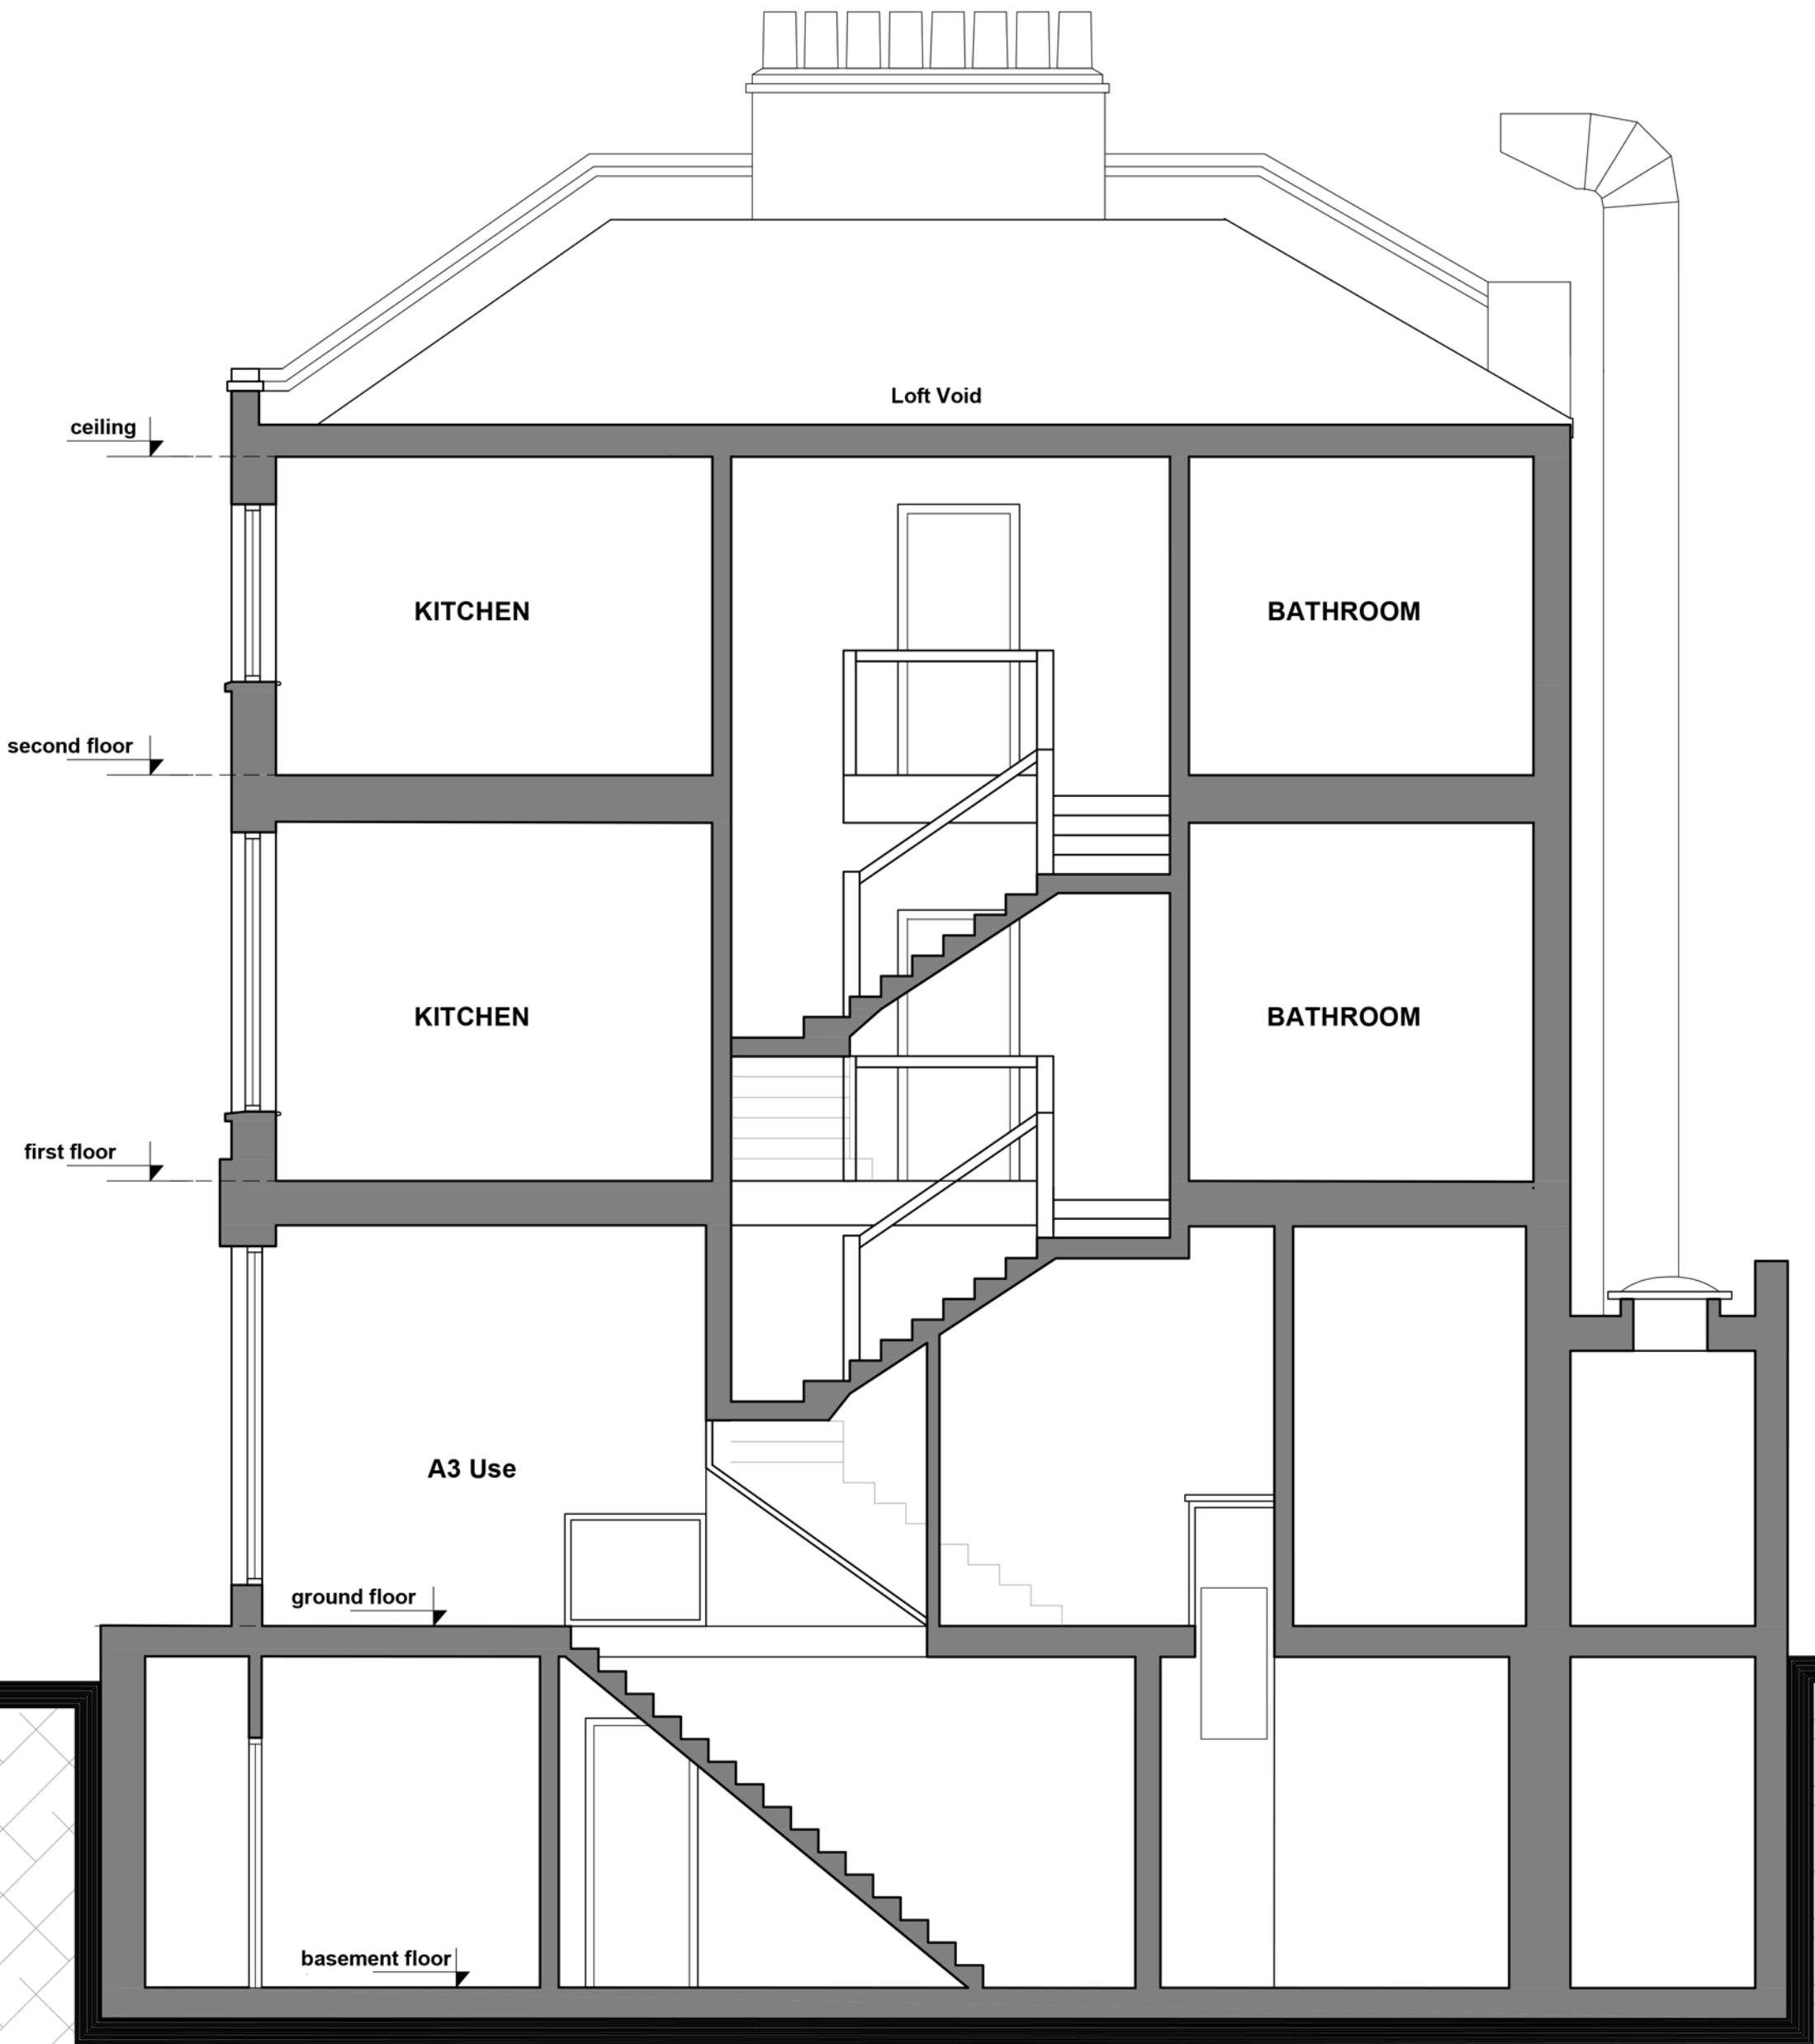 Loft Void
ceiling
KITCHEN
BATHROOM
second floor
KITCHEN
BATHROOM
first floor
A3 Use
ground floor
basement floor